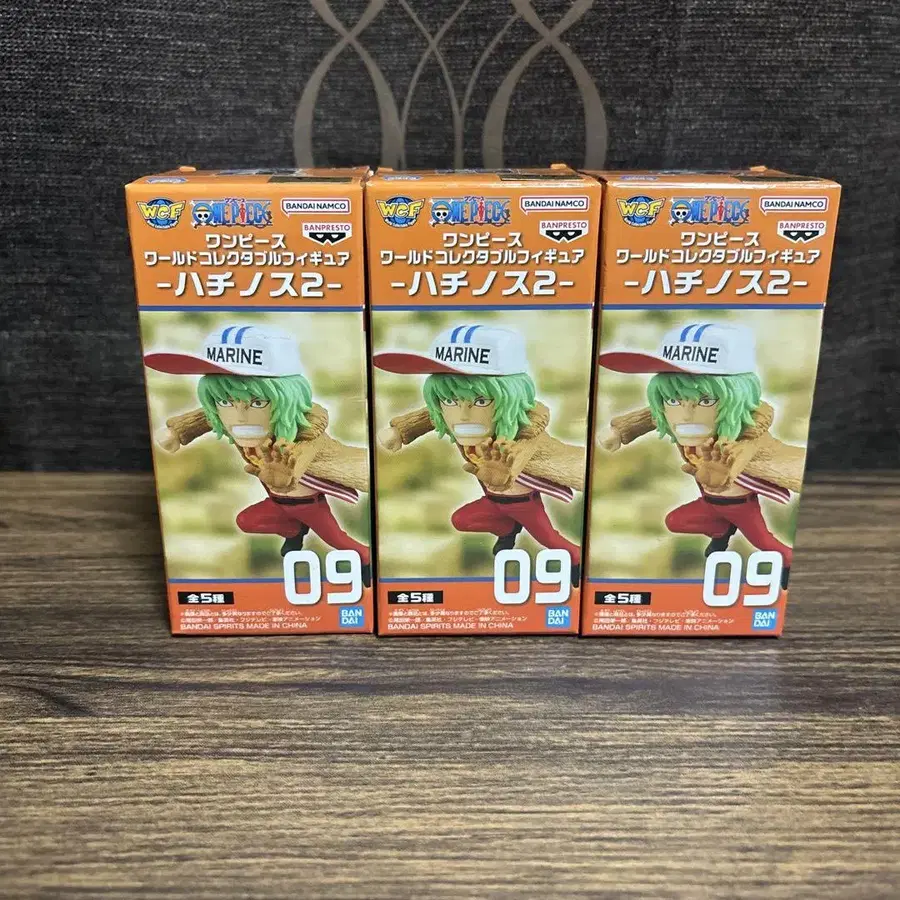 WCF ONE PIECE BANDAI NAMCO
BANPRESTO
ワンピース
ワールドコレクタブルフィギュア
-ハチノス2-
MARINE
09
全5種
BANDAI
BANDAI SPIRITS MADE IN CHINA
WCF ONE PIECE BANDAI NAMCO
BANPRESTO
ワンピース
ワールドコレクタブルフィギュア
-ハチノス2-
MARINE
09
全5種
BANDAI
BANDAI SPIRITS MADE IN CHINA
WCF ONE PIECE BANDAI NAMCO
BANPRESTO
ワンピース
ワールドコレクタブルフィギュア
-ハチノス2-
MARINE
09
全5種
BANDAI
BANDAI SPIRITS MADE IN CHINA